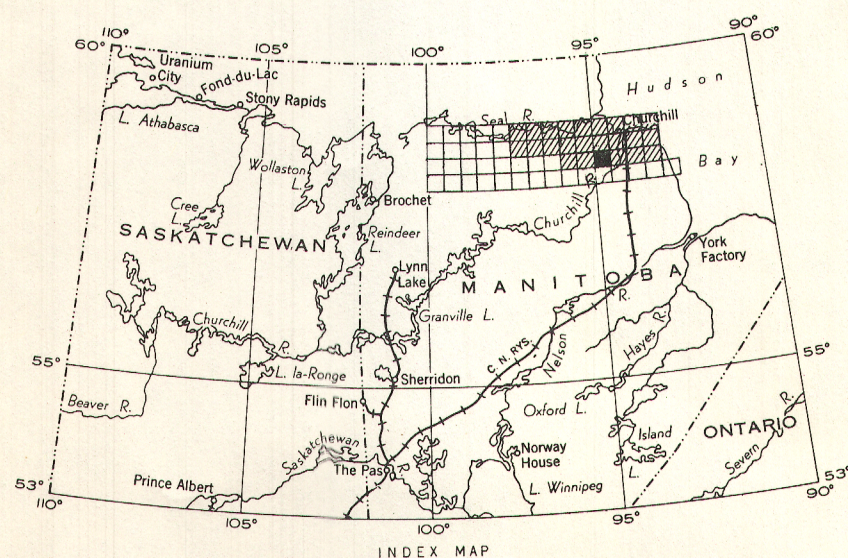 110°
60°
105°
100°
95°
90°
60°
Uranium
City
Fond-du-Lac
Stony Rapids
L. Athabasca
Hudson
Bay
Seal R.
Churchill
Wollaston
L.
Brochet
Cree
L.
Reindeer
L.
Churchill
R.
SASKATCHEWAN
Lynn
Lake
MANITOBA
York
Factory
Granville L.
Churchill
R.
R.
C. N. RYS.
Nelson
Hayes R.
55°
55°
L. la-Ronge
Sherridon
Beaver R.
Flin Flon
Oxford L.
Island
L.
ONTARIO
Severn
R.
Saskatchewan
R.
The Pas
Norway
House
L. Winnipeg
Prince Albert
53°
110°
105°
100°
95°
53°
90°
INDEX MAP